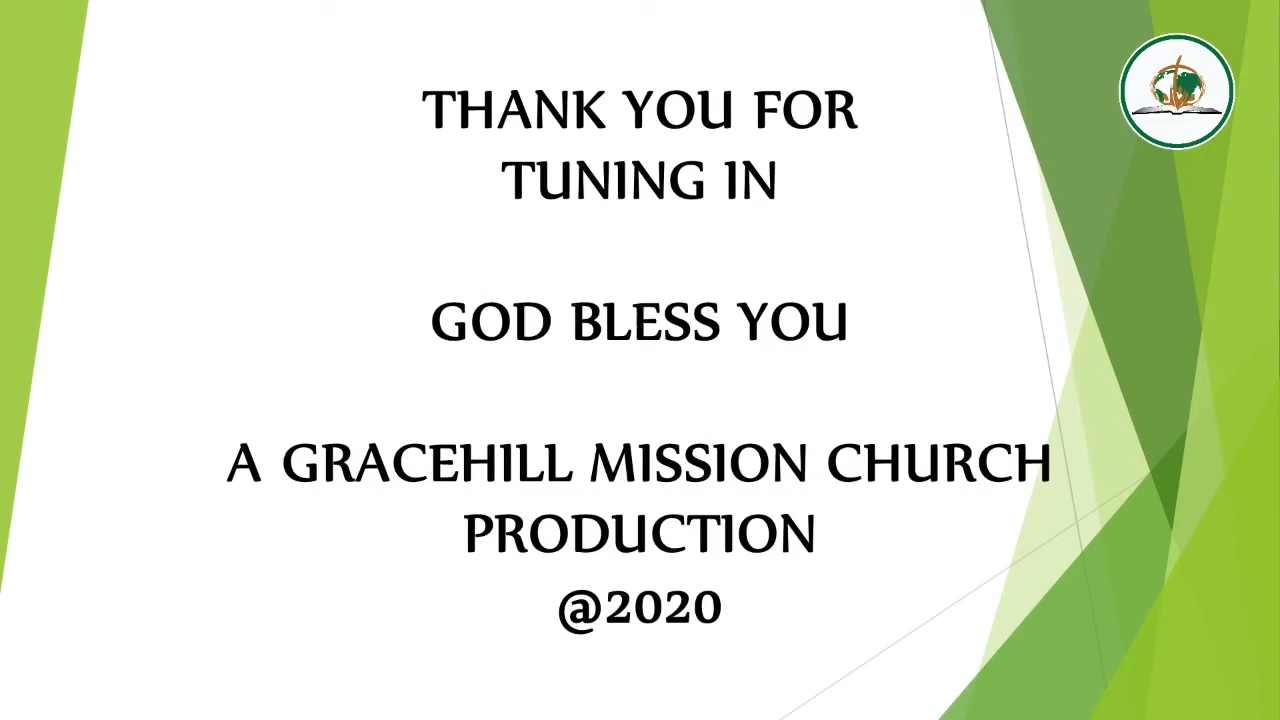 THANK YOU FOR
TUNING IN
GOD BLESS YOU
A GRACEHILL MISSION CHURCH
PRODUCTION
@2020